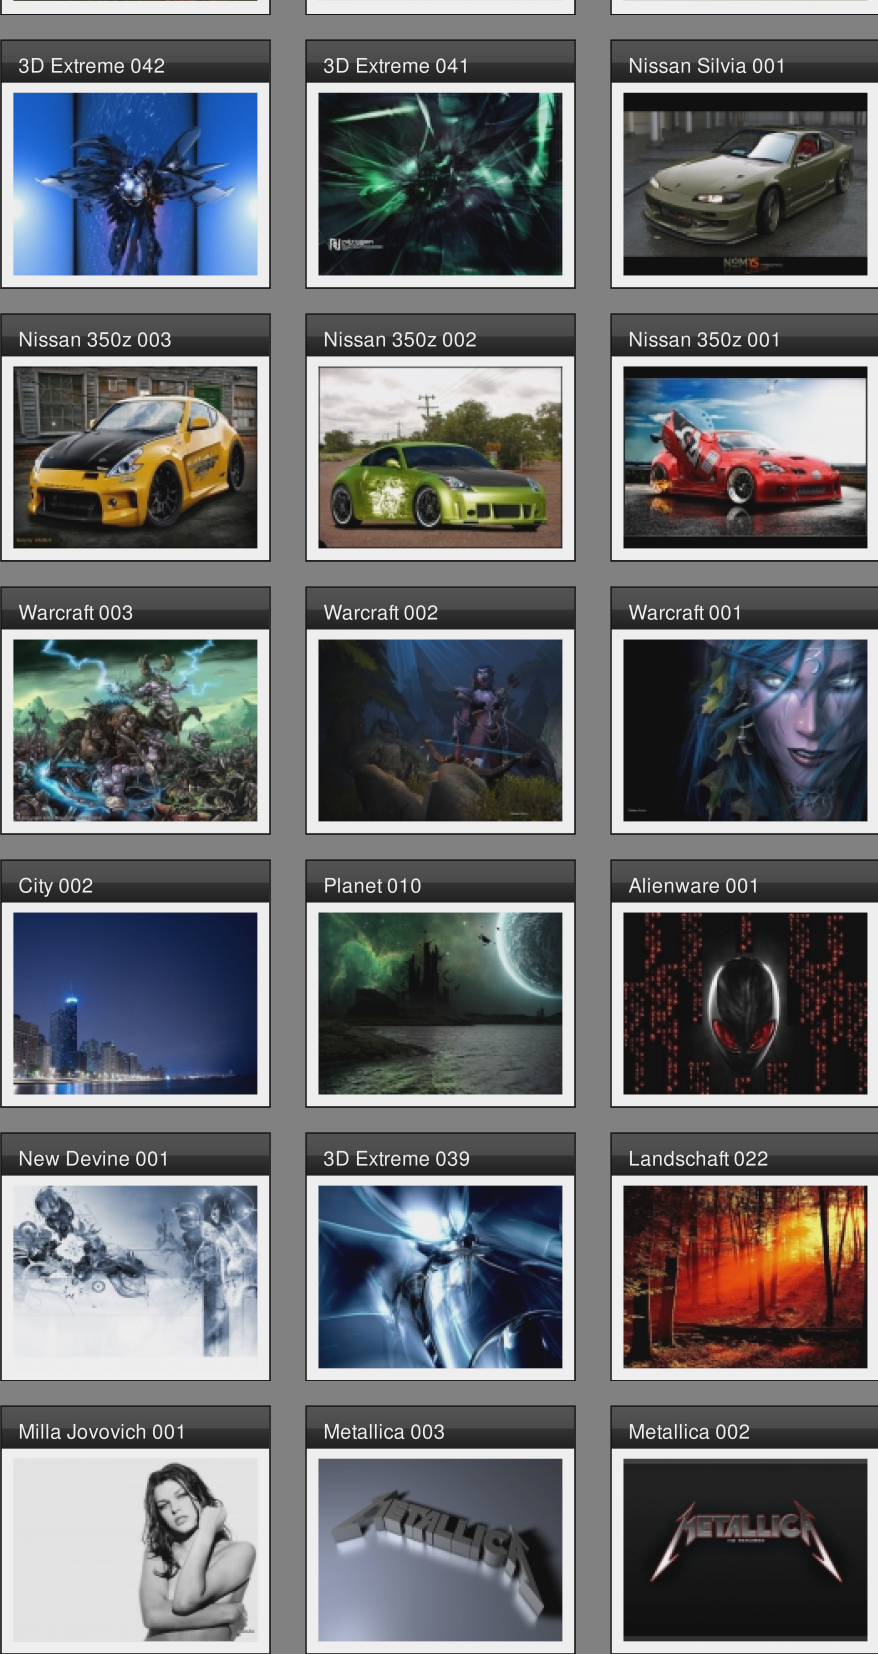 3D Extreme 042
3D Extreme 041
Nissan Silvia 001
Nissan 350z 003
Nissan 350z 002
Nissan 350z 001
Warcraft 003
Warcraft 002
Warcraft 001
City 002
Planet 010
Alienware 001
New Devine 001
3D Extreme 039
Landschaft 022
Milla Jovovich 001
Metallica 003
Metallica 002
METALLICA
METALLICA